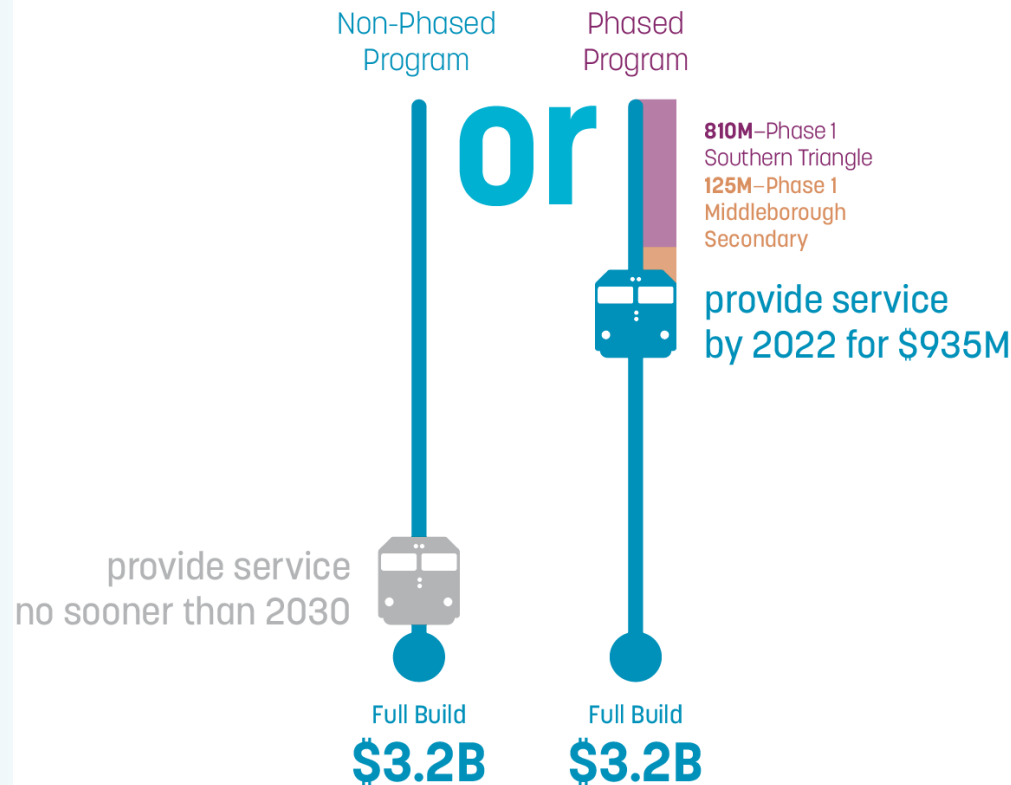 Non-Phased
Program
or
Phased
Program
810M–Phase 1
Southern Triangle
125M–Phase 1
Middleborough
Secondary
provide service
by 2022 for $935M
provide service
no sooner than 2030
Full Build
$3.2B
Full Build
$3.2B